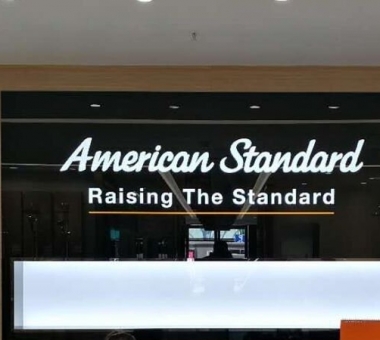 American Standard
Raising The Standard